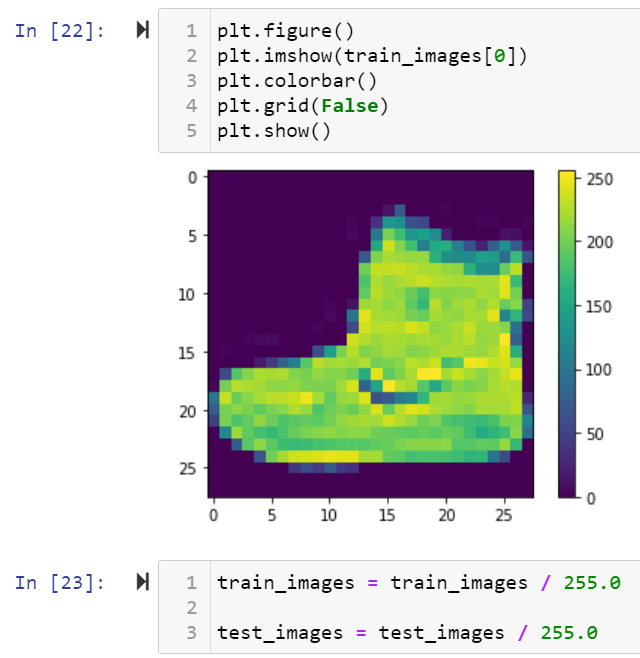 In [22]:
1 plt.figure()
2 plt.imshow(train_images[0])
3 plt.colorbar()
4 plt.grid(False)
5 plt.show()
0
5
10
15
20
25
0 5 10 15 20 25
250
200
150
100
50
0
In [23]:
1 train_images = train_images / 255.0
2
3 test_images = test_images / 255.0